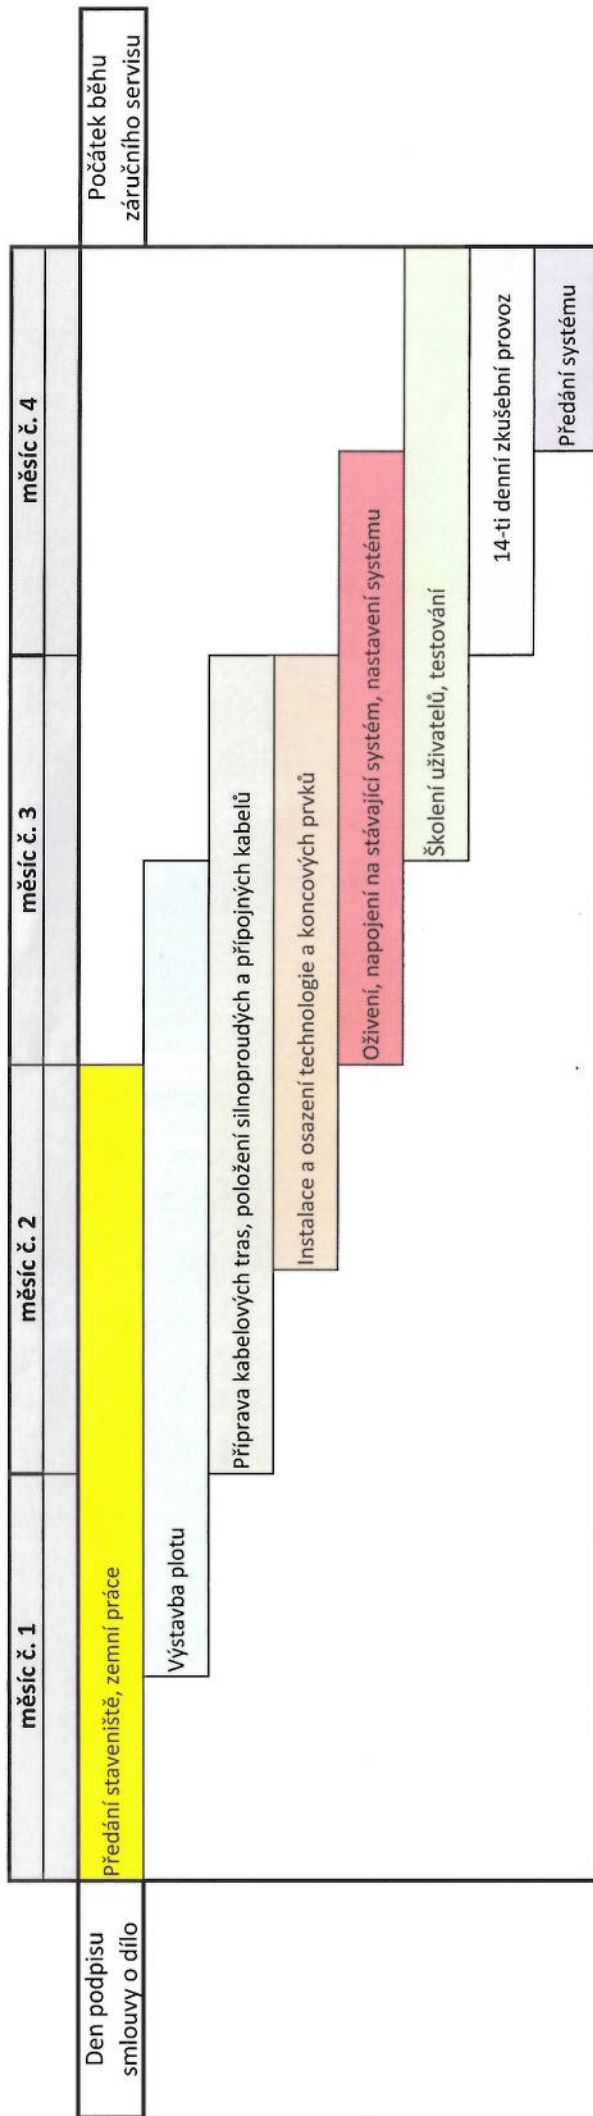 měsíc č. 1
měsíc č. 2
měsíc č. 3
měsíc č. 4
Den podpisu
smlouvy o dílo
Předání staveniště, zemní práce
Počátek běhu
záručního servisu
Výstavba plotu
Příprava kabelových tras, položení silnoproudých a přípojných kabelů
Instalace a osazení technologie a koncových prvků
Oživení, napojení na stávající systém, nastavení systému
Školení uživatelů, testování
14-ti denní zkušební provoz
Předání systému